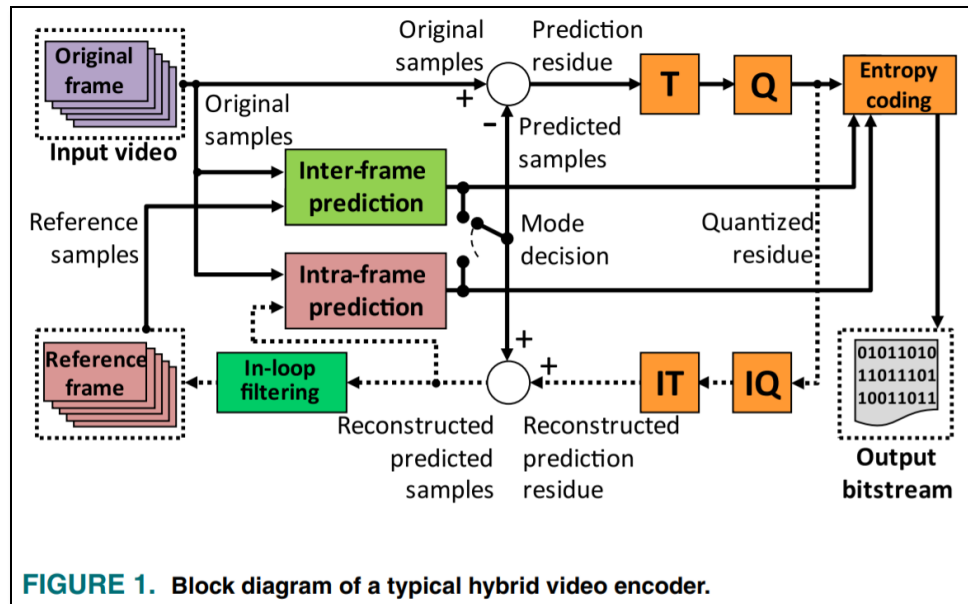 Original
frame
Input video
Original
samples
Original
samples
+
−
Prediction
residue
T
Q
Entropy
coding
Predicted
samples
Inter-frame
prediction
Reference
samples
Mode
decision
Quantized
residue
Intra-frame
prediction
Reference
frame
In-loop
filtering
+
+
IT
IQ
01011010
11011101
10011011
Reconstructed
predicted
samples
Reconstructed
prediction
residue
Output
bitstream
FIGURE 1. Block diagram of a typical hybrid video encoder.